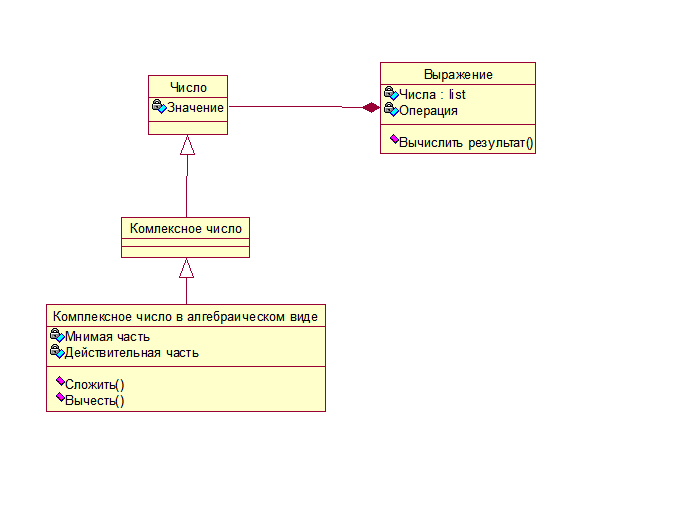 Число
Значение
Выражение
Числа : list
Операция
Вычислить результат()
Комлексное число
Комплексное число в алгебраическом виде
Мнимая часть
Действительная часть
Сложить()
Вычесть()